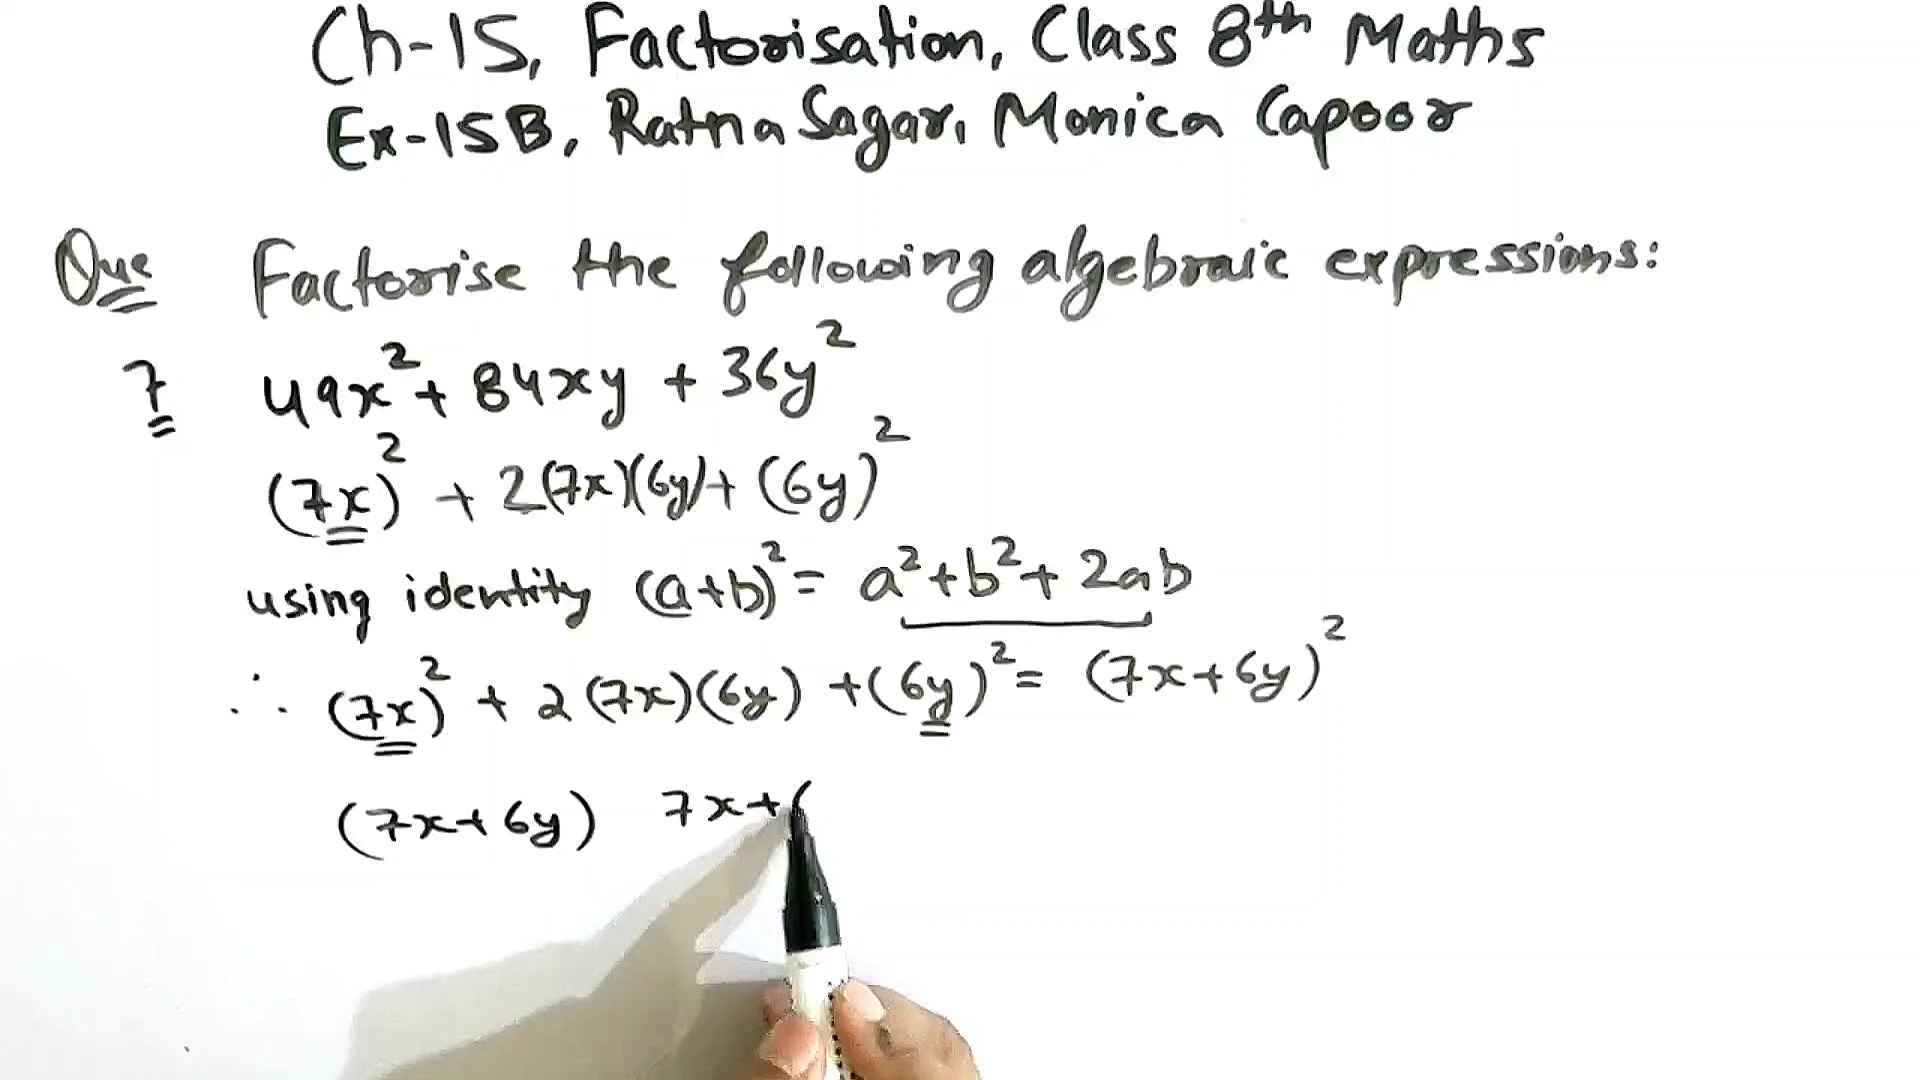 Ch-15, Factorisation, Class 8th Maths
Ex-15B, Ratna Sagar, Monica Capoor
Que Factorise the following algebraic expressions:
7 49x² + 84xy + 36y²
(7x)² + 2(7x)(6y) + (6y)²
using identity (a+b)² = a²+b²+2ab
∴ (7x)² + 2(7x)(6y) + (6y)² = (7x+6y)²
(7x+6y) 7x+(